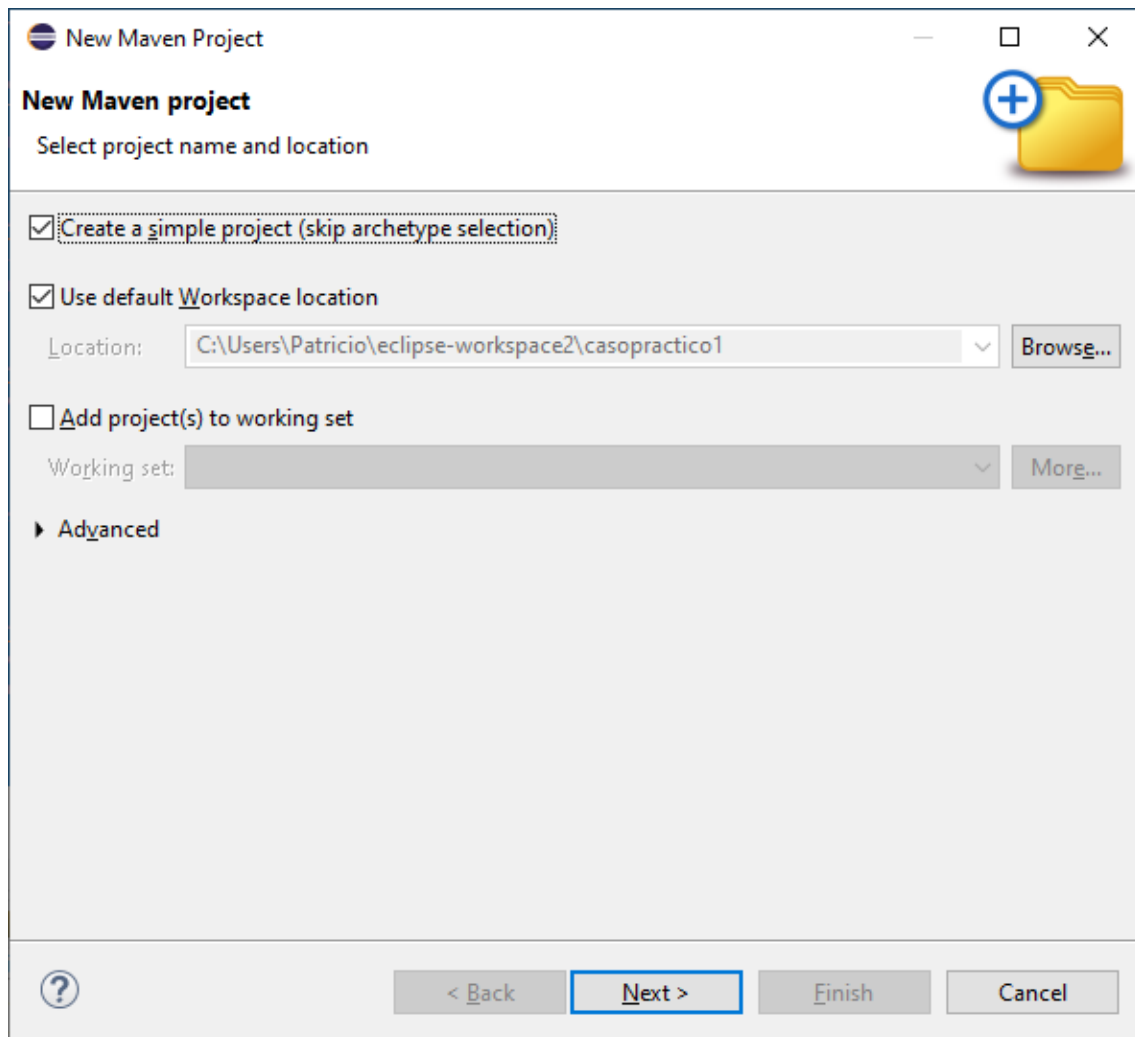 New Maven Project
New Maven project
Select project name and location
Create a simple project (skip archetype selection)
Use default Workspace location
Location: C:\Users\Patricio\eclipse-workspace2\casopractico1 Browse...
Add project(s) to working set
Working set: More...
Advanced
? < Back Next > Finish Cancel